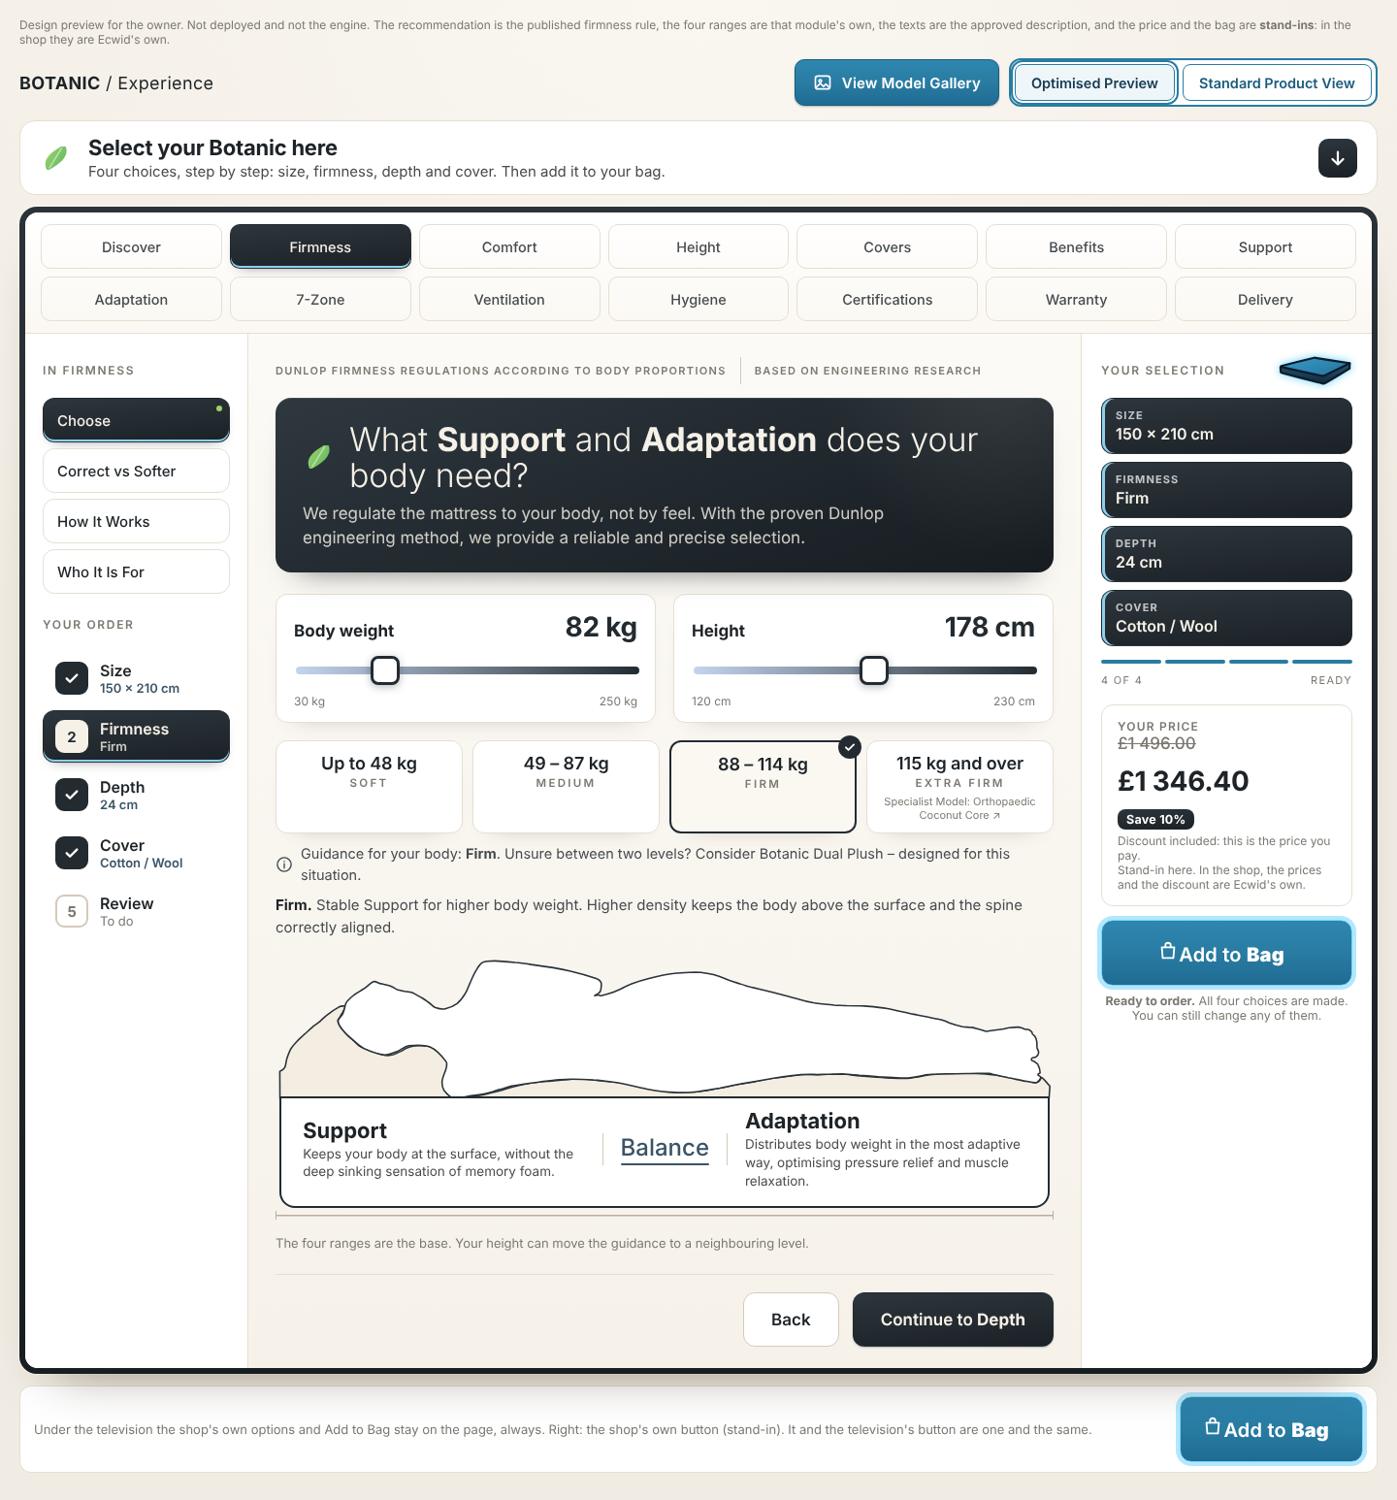 Design preview for the owner. Not deployed and not the engine. The recommendation is the published firmness rule, the four ranges are that module's own, the texts are the approved description, and the price and the bag are stand-ins: in the
shop they are Ecwid's own.
BOTANIC / Experience
View Model Gallery
Optimised Preview
Standard Product View
Select your Botanic here
Four choices, step by step: size, firmness, depth and cover. Then add it to your bag.
Discover
Firmness
Comfort
Height
Covers
Benefits
Support
Adaptation
7-Zone
Ventilation
Hygiene
Certifications
Warranty
Delivery
IN FIRMNESS
Choose
Correct vs Softer
How It Works
Who It Is For
YOUR ORDER
Size
150 × 210 cm
2
Firmness
Firm
Depth
24 cm
Cover
Cotton / Wool
5
Review
To do
DUNLOP FIRMNESS REGULATIONS ACCORDING TO BODY PROPORTIONS
BASED ON ENGINEERING RESEARCH
What Support and Adaptation does your
body need?
We regulate the mattress to your body, not by feel. With the proven Dunlop
engineering method, we provide a reliable and precise selection.
Body weight
82 kg
30 kg
250 kg
Height
178 cm
120 cm
230 cm
Up to 48 kg
SOFT
49 – 87 kg
MEDIUM
88 – 114 kg
FIRM
115 kg and over
EXTRA FIRM
Specialist Model: Orthopaedic
Coconut Core ↗
Guidance for your body: Firm. Unsure between two levels? Consider Botanic Dual Plush – designed for this
situation.
Firm. Stable Support for higher body weight. Higher density keeps the body above the surface and the spine
correctly aligned.
Support
Keeps your body at the surface, without the
deep sinking sensation of memory foam.
Balance
Adaptation
Distributes body weight in the most adaptive
way, optimising pressure relief and muscle
relaxation.
The four ranges are the base. Your height can move the guidance to a neighbouring level.
Back
Continue to Depth
YOUR SELECTION
SIZE
150 × 210 cm
FIRMNESS
Firm
DEPTH
24 cm
COVER
Cotton / Wool
4 OF 4
READY
YOUR PRICE
£1 496.00
£1 346.40
Save 10%
Discount included: this is the price you
pay.
Stand-in here. In the shop, the prices
and the discount are Ecwid's own.
Add to Bag
Ready to order. All four choices are made.
You can still change any of them.
Under the television the shop's own options and Add to Bag stay on the page, always. Right: the shop's own button (stand-in). It and the television's button are one and the same.
Add to Bag